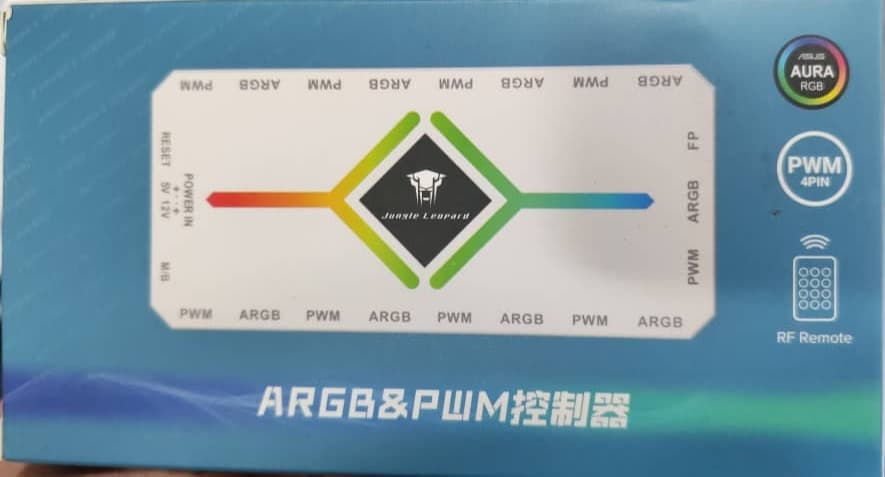 PWM ARGB PWM ARGB PWM ARGB PWM ARGB
RESET
POWER IN
5V 12V
+ - - +
M/B
Jungle Leopard
FP
ARGB
PWM
PWM ARGB PWM ARGB PWM ARGB PWM ARGB
ASUS
AURA
RGB
PWM
4PIN
RF Remote
ARGB&PWM控制器